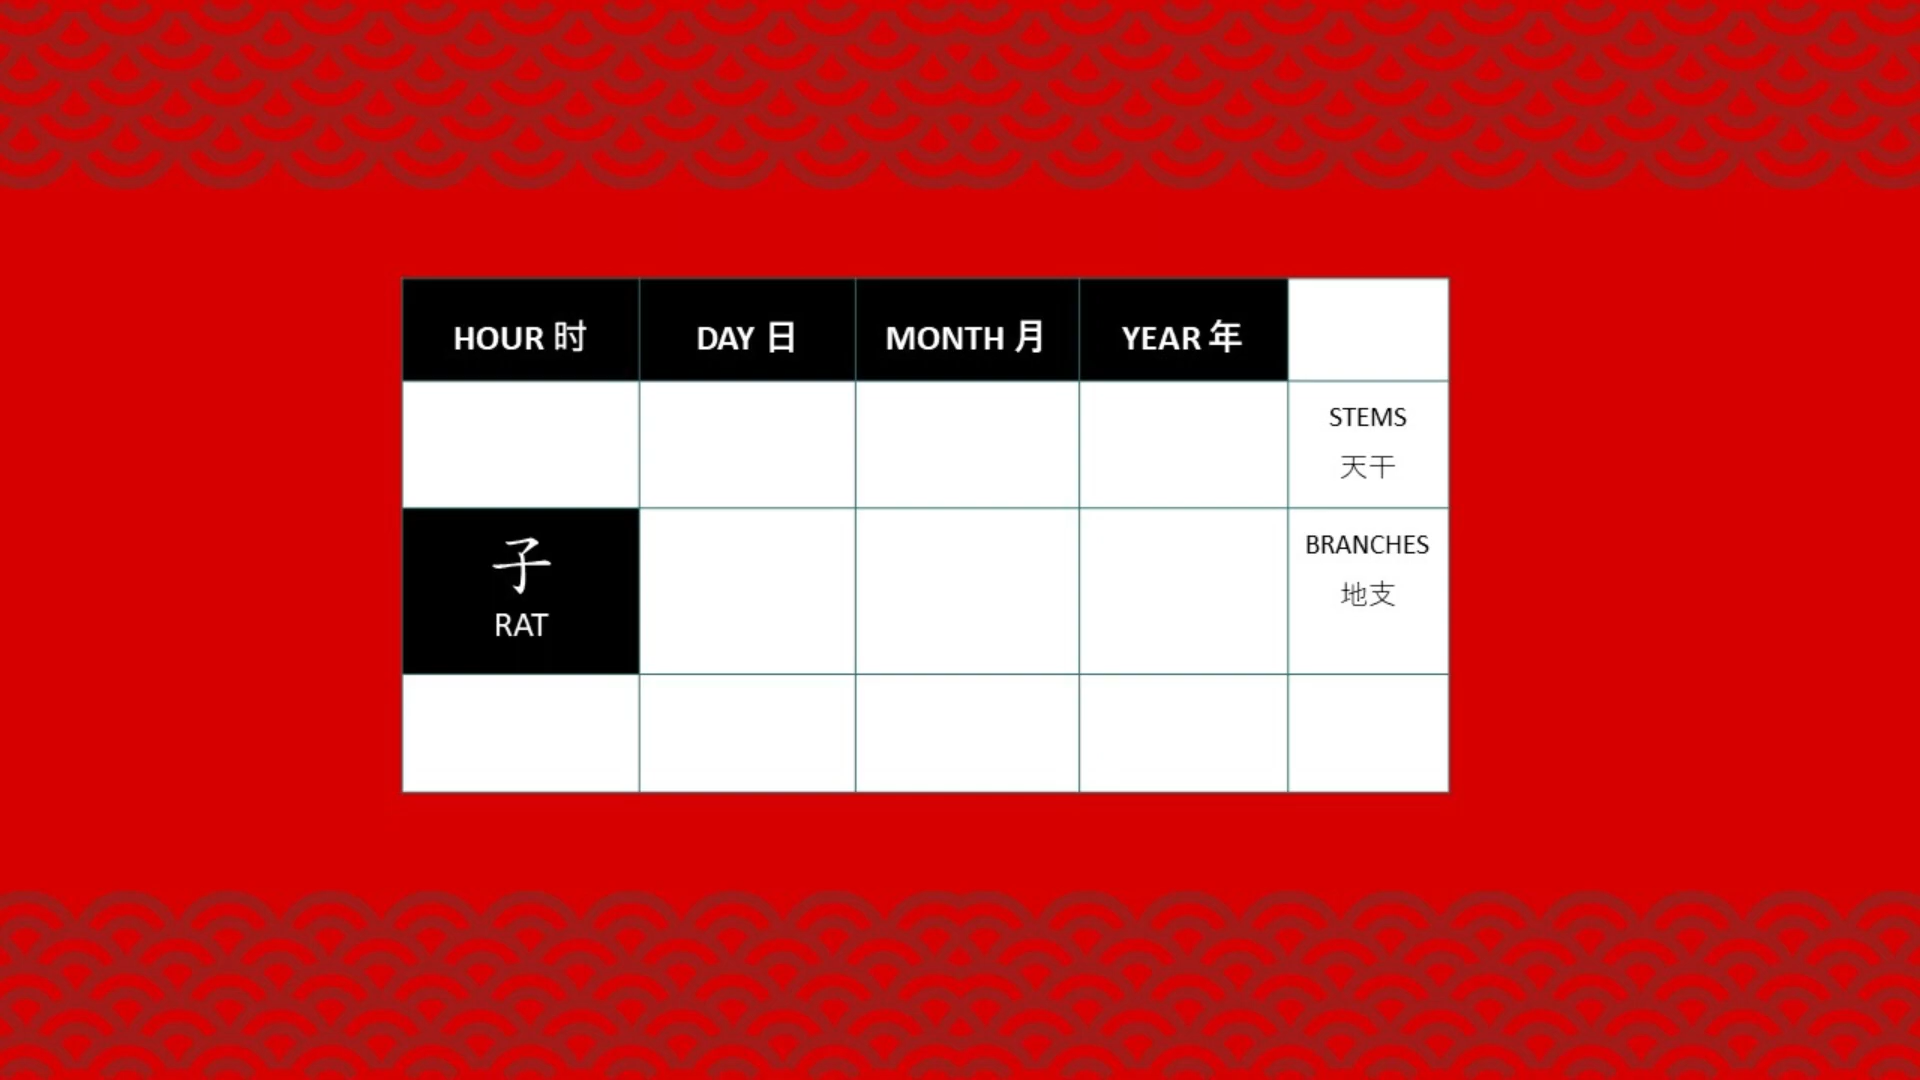 HOUR 时
DAY 日
MONTH 月
YEAR 年
STEMS
天干
子
RAT
BRANCHES
地支